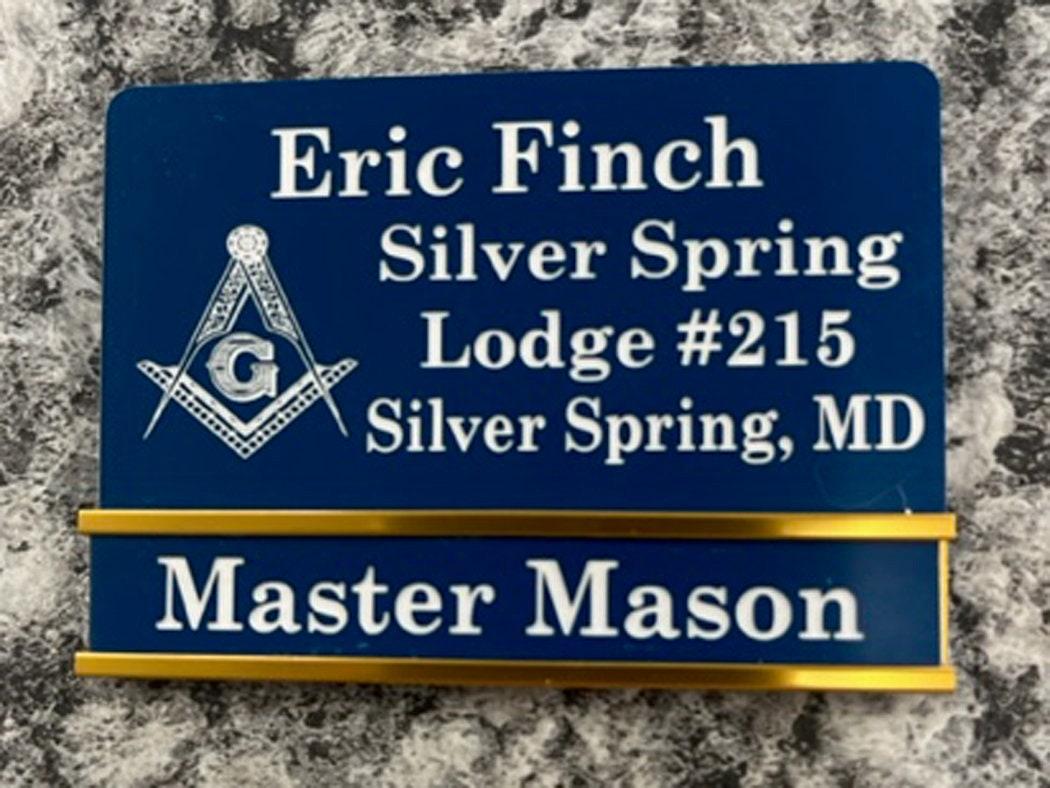 Eric Finch
Silver Spring
Lodge #215
Silver Spring, MD
G
Master Mason